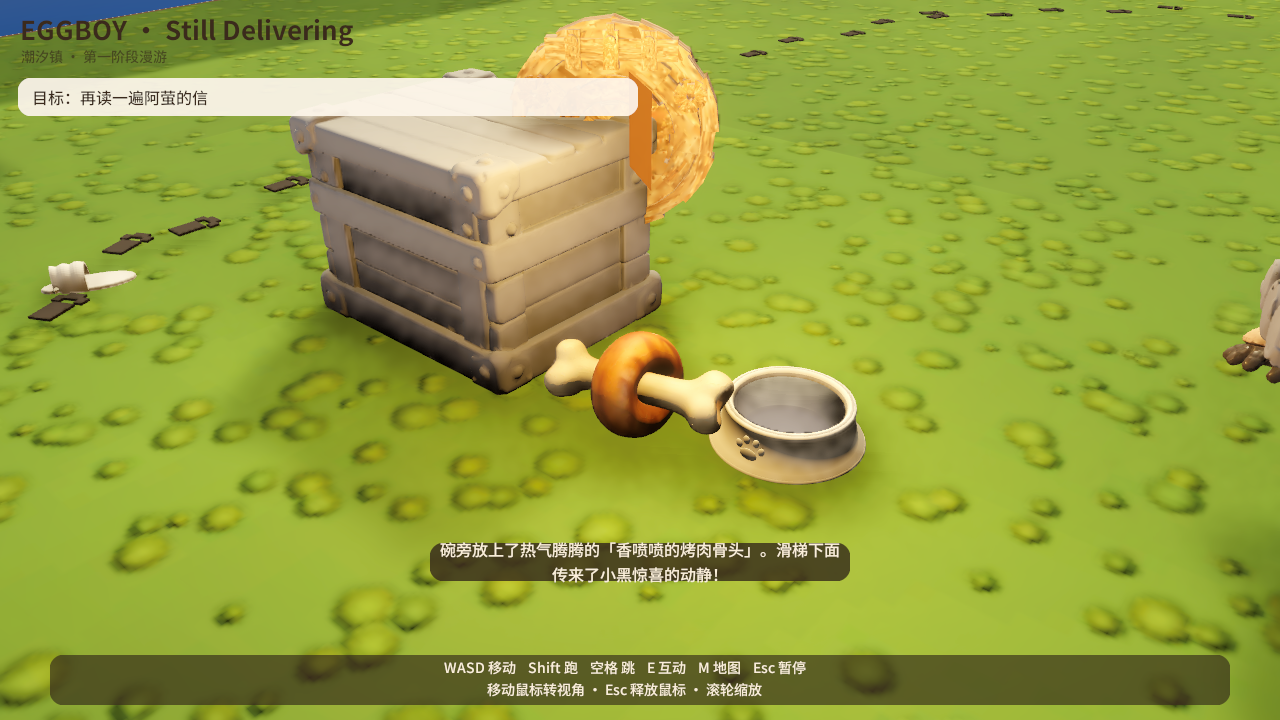 EGGBOY · Still Delivering
潮汐镇 · 第一阶段漫游
目标：再读一遍阿萤的信
碗旁放上了热气腾腾的「香喷喷的烤肉骨头」。滑梯下面
传来了小黑惊喜的动静！
WASD 移动 Shift 跑 空格 跳 E 互动 M 地图 Esc 暂停
移动鼠标转视角 · Esc 释放鼠标 · 滚轮缩放